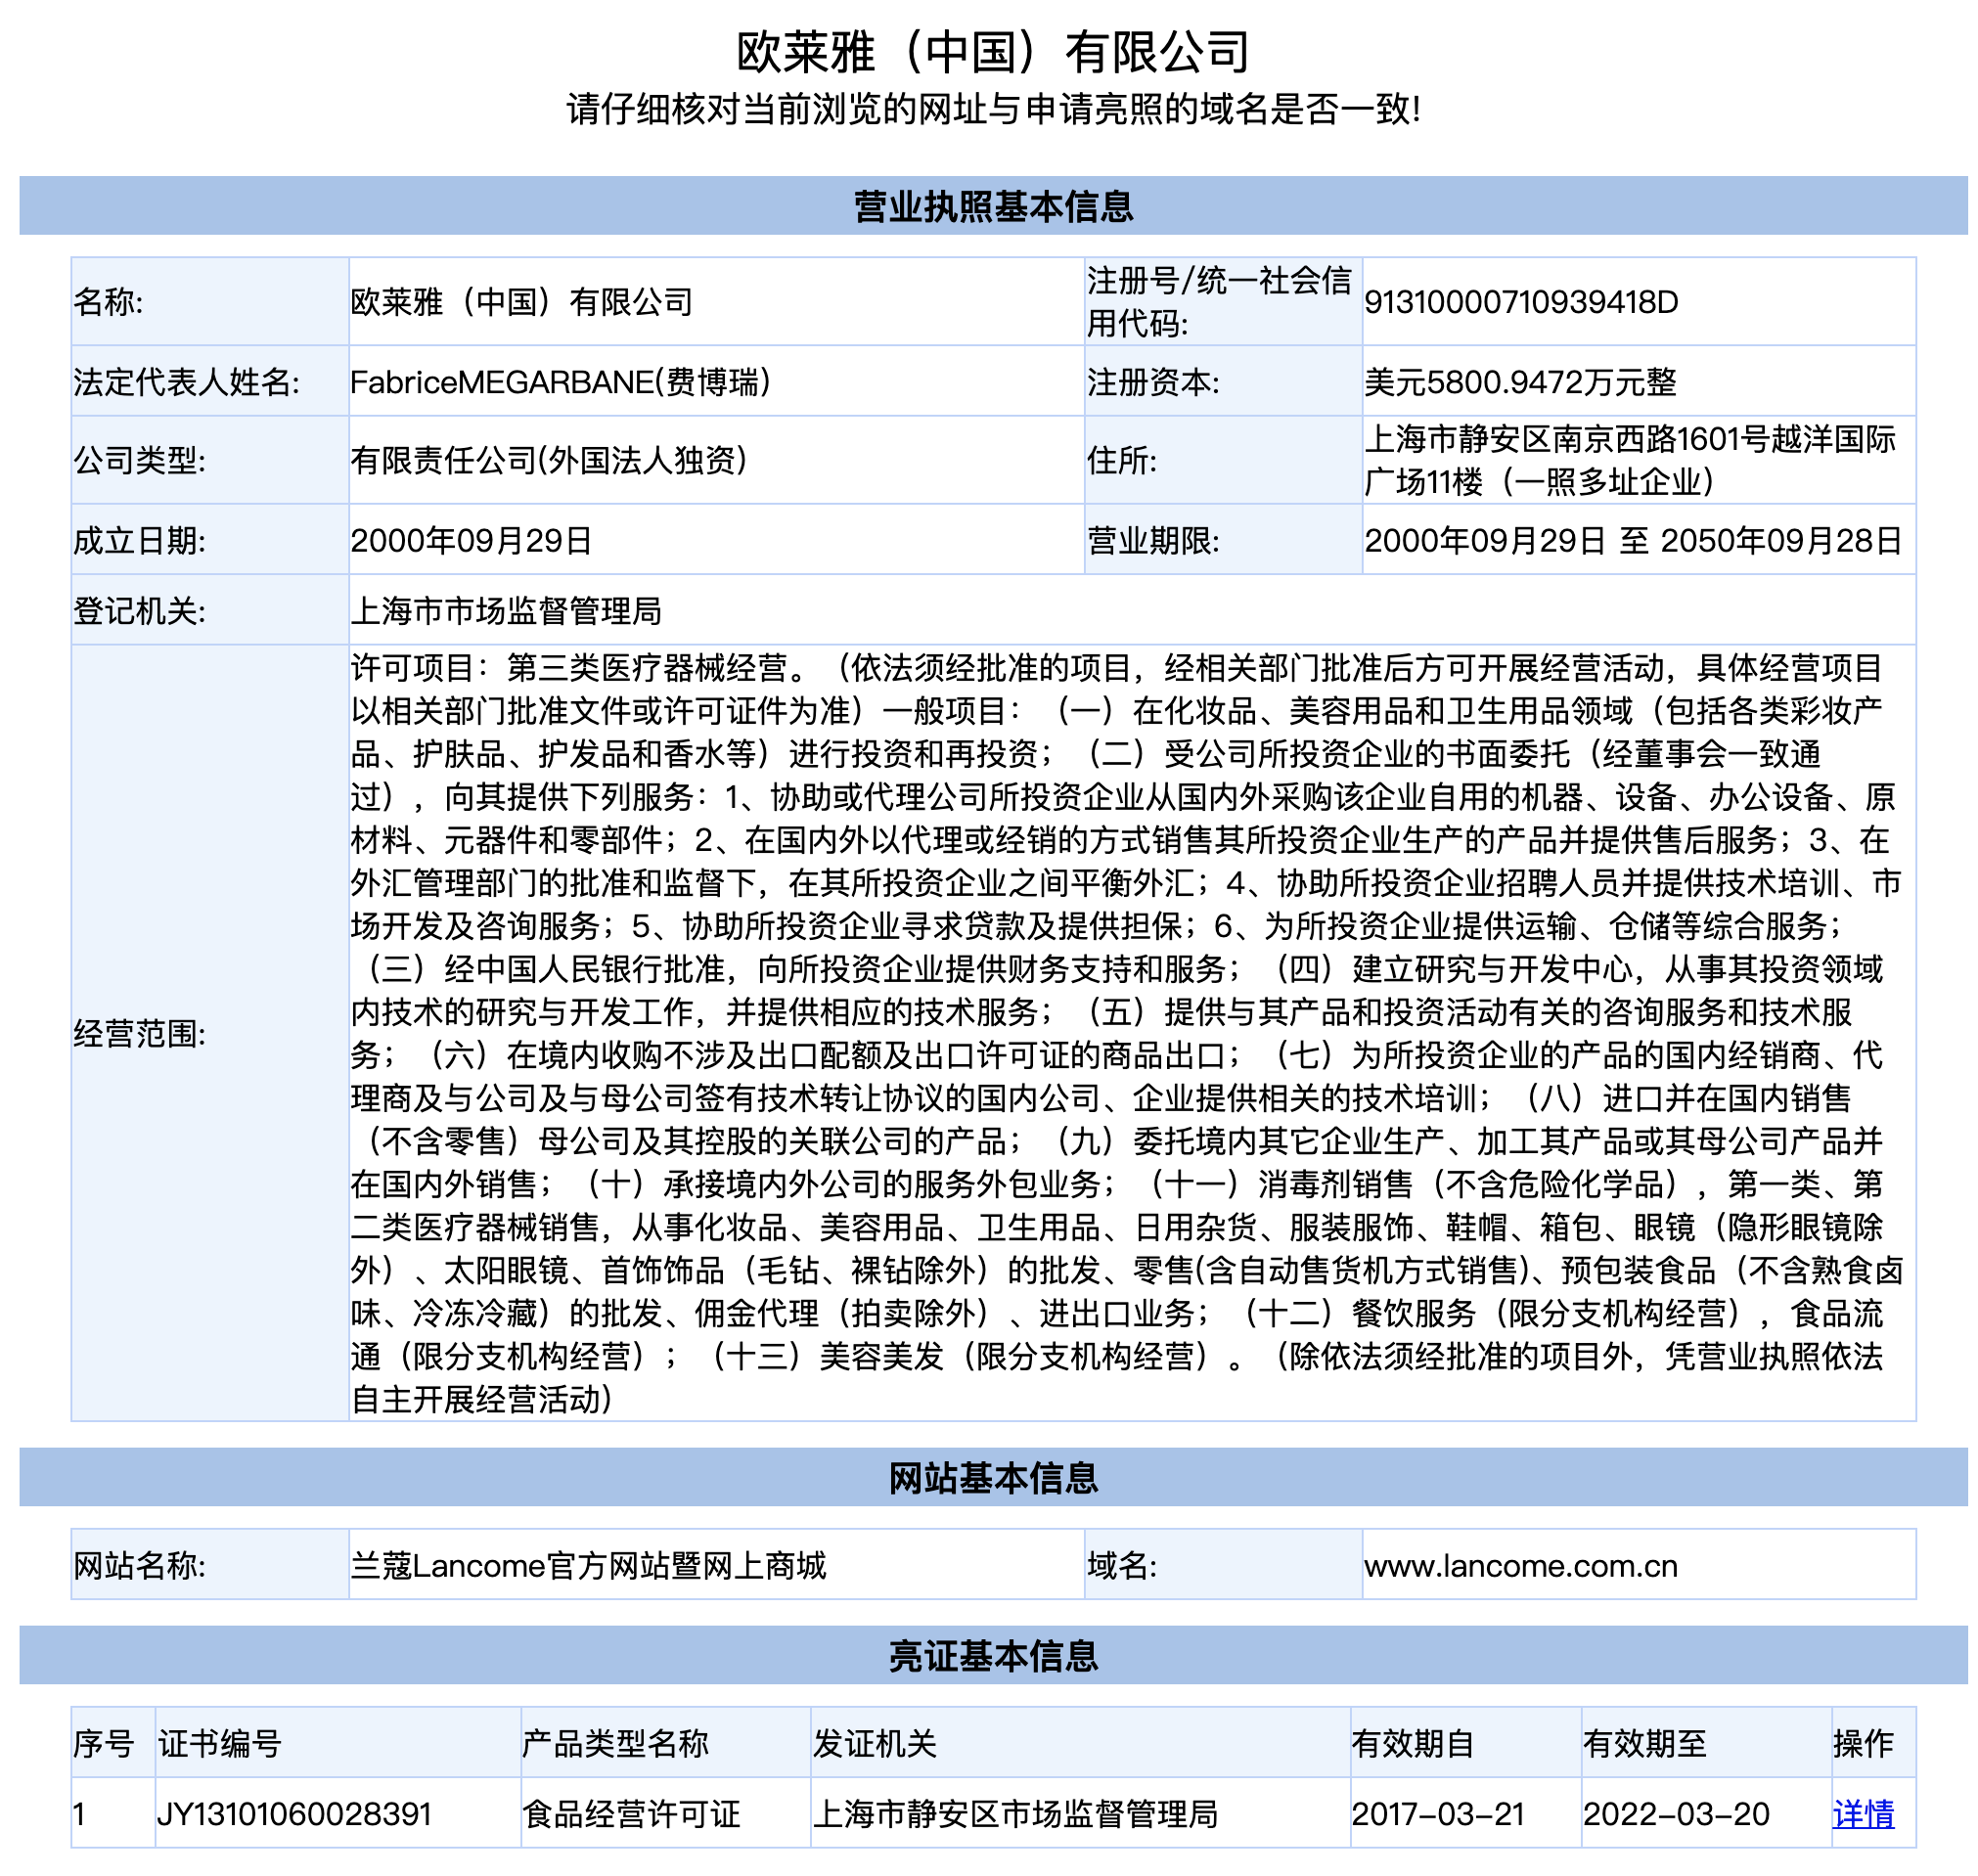 欧莱雅（中国）有限公司
请仔细核对当前浏览的网址与申请亮照的域名是否一致!
营业执照基本信息
名称:
欧莱雅（中国）有限公司
注册号/统一社会信
用代码:
91310000710939418D
法定代表人姓名:
FabriceMEGARBANE(费博瑞)
注册资本:
美元5800.9472万元整
公司类型:
有限责任公司(外国法人独资)
住所:
上海市静安区南京西路1601号越洋国际
广场11楼（一照多址企业）
成立日期:
2000年09月29日
营业期限:
2000年09月29日 至 2050年09月28日
登记机关:
上海市市场监督管理局
经营范围:
许可项目：第三类医疗器械经营。（依法须经批准的项目，经相关部门批准后方可开展经营活动，具体经营项目
以相关部门批准文件或许可证件为准）一般项目：（一）在化妆品、美容用品和卫生用品领域（包括各类彩妆产
品、护肤品、护发品和香水等）进行投资和再投资；（二）受公司所投资企业的书面委托（经董事会一致通
过），向其提供下列服务：1、协助或代理公司所投资企业从国内外采购该企业自用的机器、设备、办公设备、原
材料、元器件和零部件；2、在国内外以代理或经销的方式销售其所投资企业生产的产品并提供售后服务；3、在
外汇管理部门的批准和监督下，在其所投资企业之间平衡外汇；4、协助所投资企业招聘人员并提供技术培训、市
场开发及咨询服务；5、协助所投资企业寻求贷款及提供担保；6、为所投资企业提供运输、仓储等综合服务；
（三）经中国人民银行批准，向所投资企业提供财务支持和服务；（四）建立研究与开发中心，从事其投资领域
内技术的研究与开发工作，并提供相应的技术服务；（五）提供与其产品和投资活动有关的咨询服务和技术服
务；（六）在境内收购不涉及出口配额及出口许可证的商品出口；（七）为所投资企业的产品的国内经销商、代
理商及与公司及与母公司签有技术转让协议的国内公司、企业提供相关的技术培训；（八）进口并在国内销售
（不含零售）母公司及其控股的关联公司的产品；（九）委托境内其它企业生产、加工其产品或其母公司产品并
在国内外销售；（十）承接境内外公司的服务外包业务；（十一）消毒剂销售（不含危险化学品），第一类、第
二类医疗器械销售，从事化妆品、美容用品、卫生用品、日用杂货、服装服饰、鞋帽、箱包、眼镜（隐形眼镜除
外）、太阳眼镜、首饰饰品（毛钻、裸钻除外）的批发、零售(含自动售货机方式销售)、预包装食品（不含熟食卤
味、冷冻冷藏）的批发、佣金代理（拍卖除外）、进出口业务；（十二）餐饮服务（限分支机构经营），食品流
通（限分支机构经营）；（十三）美容美发（限分支机构经营）。（除依法须经批准的项目外，凭营业执照依法
自主开展经营活动）
网站基本信息
网站名称:
兰蔻Lancome官方网站暨网上商城
域名:
www.lancome.com.cn
亮证基本信息
序号 证书编号 产品类型名称 发证机关 有效期自 有效期至 操作
1 JY13101060028391 食品经营许可证 上海市静安区市场监督管理局 2017-03-21 2022-03-20 详情